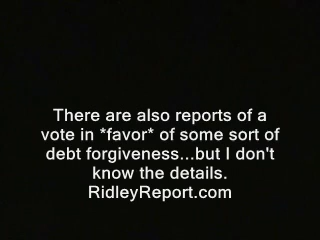 There are also reports of a
vote in *favor* of some sort of
debt forgiveness...but I don't
know the details.
RidleyReport.com